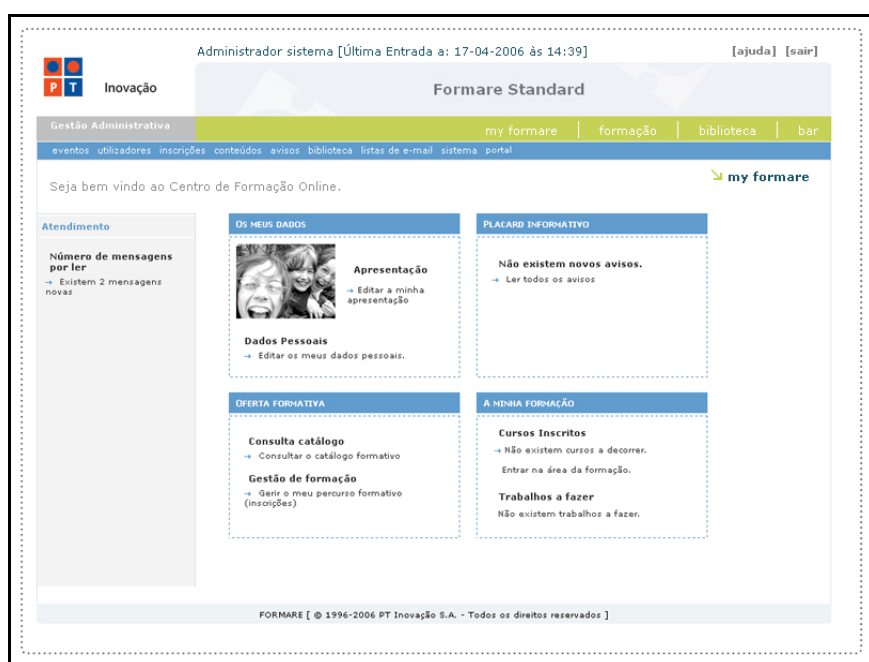 Administrador sistema [Última Entrada a: 17-04-2006 às 14:39]
[ajuda] [sair]
P T Inovação
Formare Standard
Gestão Administrativa
my formare | formação | biblioteca | bar
eventos utilizadores inscrições conteúdos avisos biblioteca listas de e-mail sistema portal
Seja bem vindo ao Centro de Formação Online.
my formare
Atendimento
Número de mensagens
por ler
→ Existem 2 mensagens
novas
OS MEUS DADOS
Apresentação
→ Editar a minha
apresentação
Dados Pessoais
→ Editar os meus dados pessoais.
PLACARD INFORMATIVO
Não existem novos avisos.
→ Ler todos os avisos
OFERTA FORMATIVA
Consulta catálogo
→ Consultar o catálogo formativo
Gestão de formação
→ Gerir o meu percurso formativo
(inscrições)
A MINHA FORMAÇÃO
Cursos Inscritos
→ Não existem cursos a decorrer.
Entrar na área da formação.
Trabalhos a fazer
Não existem trabalhos a fazer.
FORMARE [ © 1996-2006 PT Inovação S.A. - Todos os direitos reservados ]